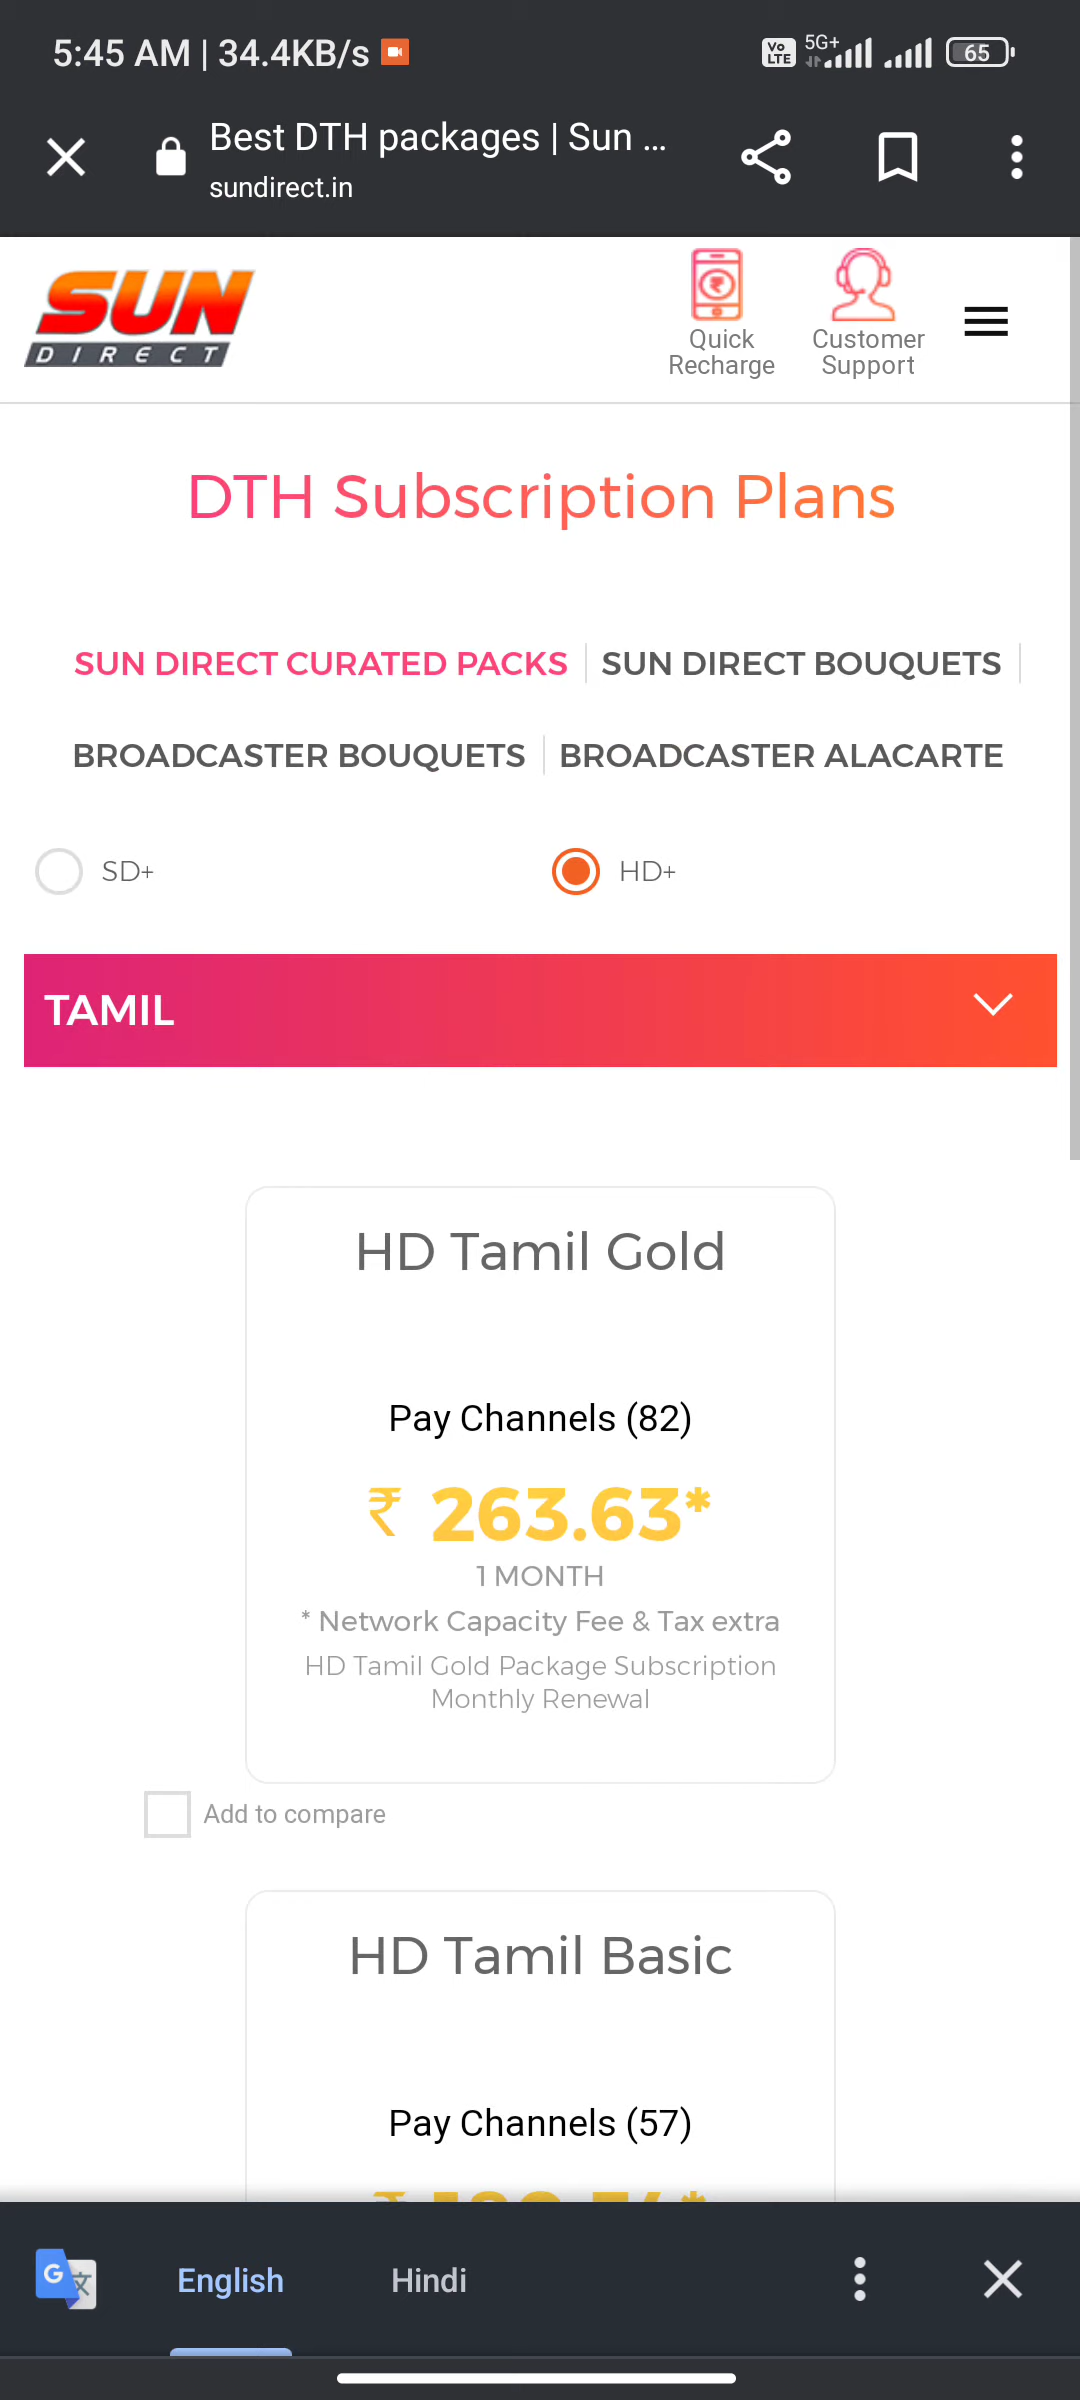 5:45 AM | 34.4KB/s
Vo LTE 5G+ 65
Best DTH packages | Sun ...
sundirect.in
SUN
DIRECT
Quick Recharge
Customer Support
DTH Subscription Plans
SUN DIRECT CURATED PACKS
SUN DIRECT BOUQUETS
BROADCASTER BOUQUETS
BROADCASTER ALACARTE
SD+
HD+
TAMIL
HD Tamil Gold
Pay Channels (82)
₹ 263.63*
1 MONTH
* Network Capacity Fee & Tax extra
HD Tamil Gold Package Subscription
Monthly Renewal
Add to compare
HD Tamil Basic
Pay Channels (57)
English
Hindi